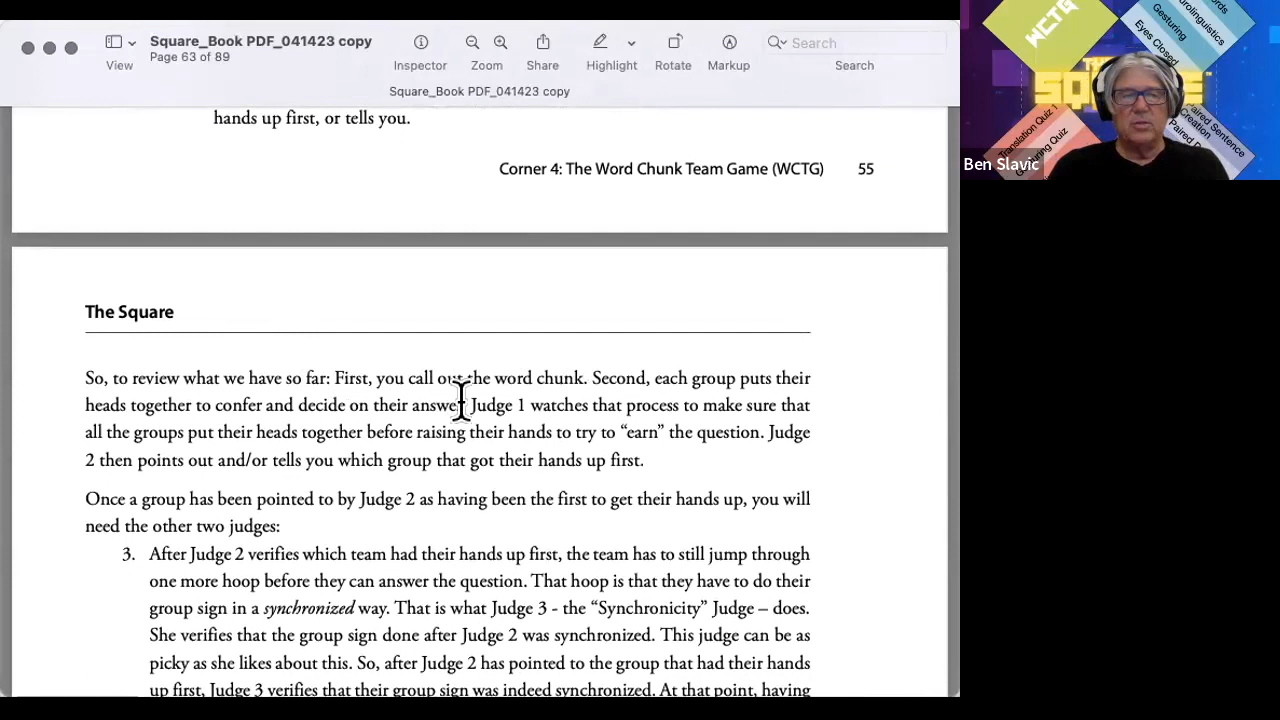 Square_Book PDF_041423 copy
Page 63 of 89
View
Inspector
Zoom
Share
Highlight
Rotate
Markup
Search
Search
Square_Book PDF_041423 copy
hands up first, or tells you.
Corner 4: The Word Chunk Team Game (WCTG) 55
The Square
So, to review what we have so far: First, you call out the word chunk. Second, each group puts their
heads together to confer and decide on their answer. Judge 1 watches that process to make sure that
all the groups put their heads together before raising their hands to try to “earn” the question. Judge
2 then points out and/or tells you which group that got their hands up first.
Once a group has been pointed to by Judge 2 as having been the first to get their hands up, you will
need the other two judges:
3. After Judge 2 verifies which team had their hands up first, the team has to still jump through
one more hoop before they can answer the question. That hoop is that they have to do their
group sign in a synchronized way. That is what Judge 3 - the “Synchronicity” Judge – does.
She verifies that the group sign done after Judge 2 was synchronized. This judge can be as
picky as she likes about this. So, after Judge 2 has pointed to the group that had their hands
up first, Judge 3 verifies that their group sign was indeed synchronized. At that point, having
WCTG
Gesturing
Eyes Closed
Translation Quiz 1
Quiz
Paired Sentence
Creation
Ben Slavic